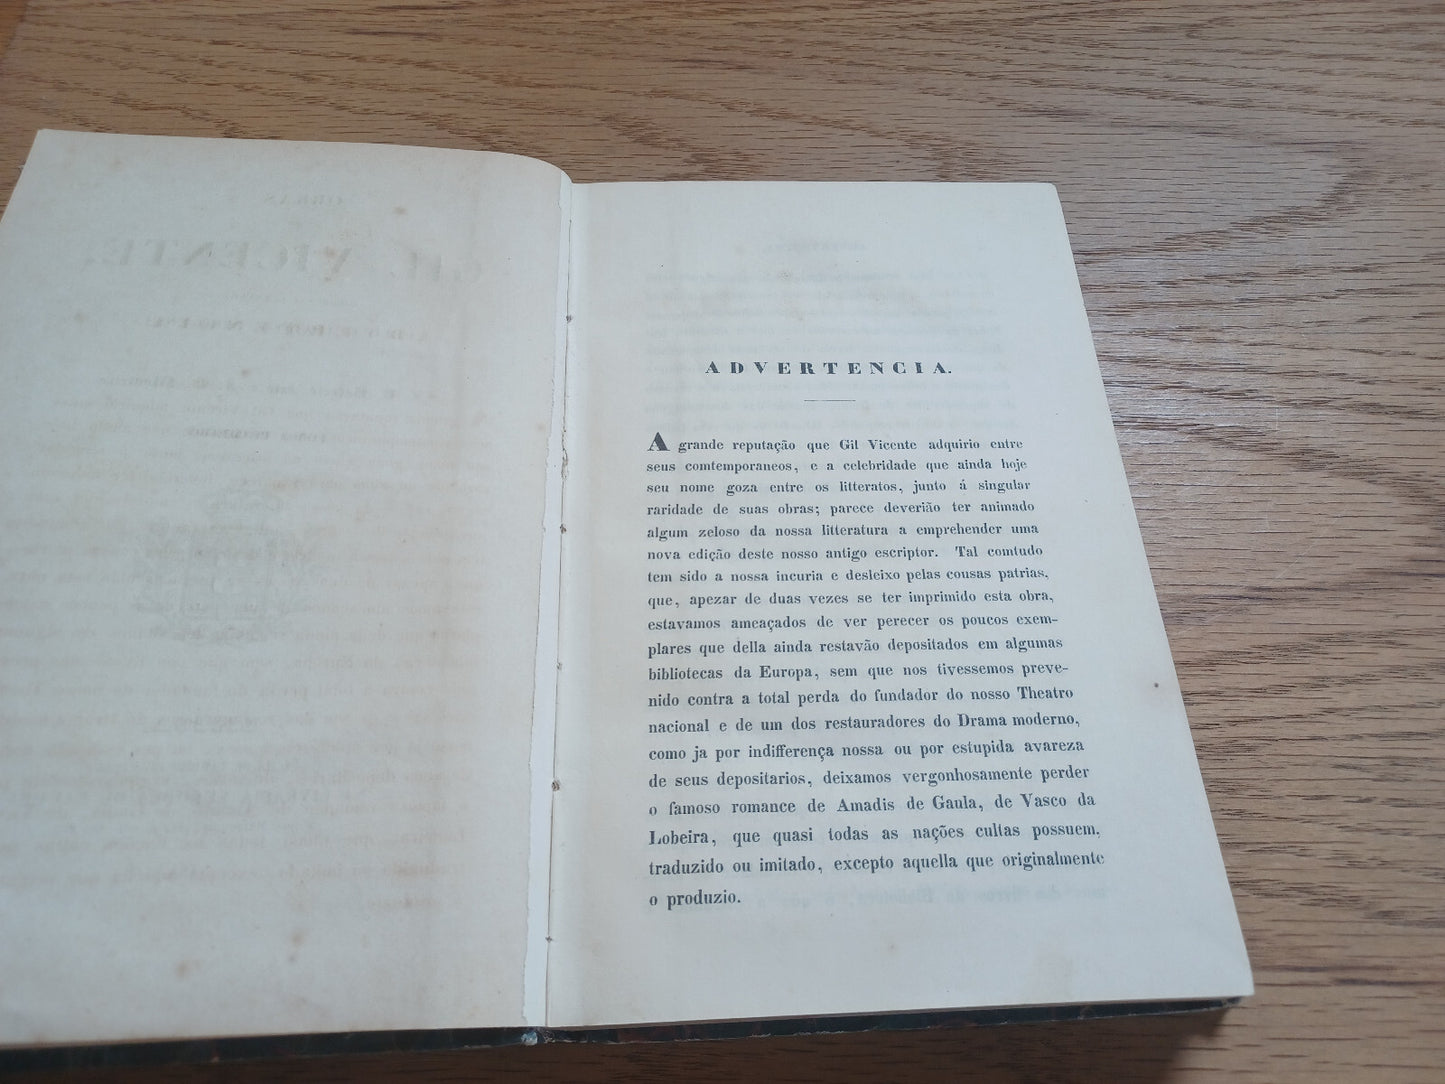 ADVERTENCIA.
A grande reputação que Gil Vicente adquirio entre
seus comtemporaneos, e a celebridade que ainda hoje
seu nome goza entre os litteratos, junto á singular
raridade de suas obras; parece deverião ter animado
algum zeloso da nossa litteratura a emprehender uma
nova edição deste nosso antigo escriptor. Tal comtudo
tem sido a nossa incuria e desleixo pelas cousas patrias,
que, apezar de duas vezes se ter imprimido esta obra,
estavamos ameaçados de ver perecer os poucos exem-
plares que della ainda restavão depositados em algumas
bibliotecas da Europa, sem que nos tivessemos preve-
nido contra a total perda do fundador do nosso Theatro
nacional e de um dos restauradores do Drama moderno,
como ja por indifferença nossa ou por estupida avareza
de seus depositarios, deixamos vergonhosamente perder
o famoso romance de Amadis de Gaula, de Vasco da
Lobeira, que quasi todas as nações cultas possuem,
traduzido ou imitado, excepto aquella que originalmente
o produzio.